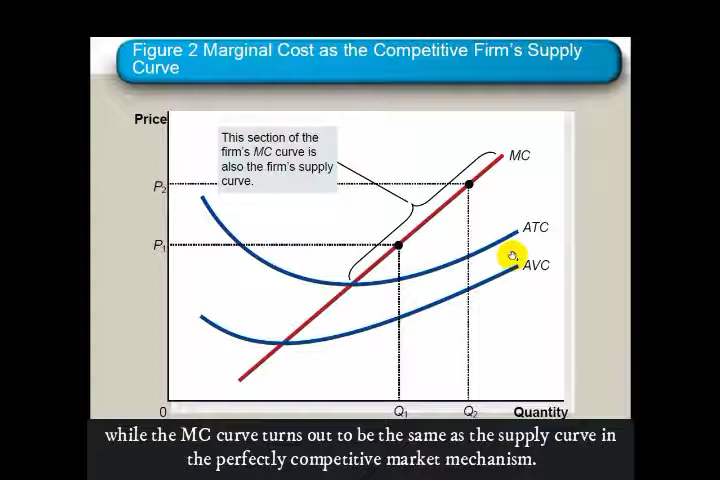 Figure 2 Marginal Cost as the Competitive Firm's Supply
Curve
Price
This section of the
firm's MC curve is
also the firm's supply
curve.
MC
P2
ATC
P1
AVC
0
Q1
Q2
Quantity
while the MC curve turns out to be the same as the supply curve in
the perfectly competitive market mechanism.